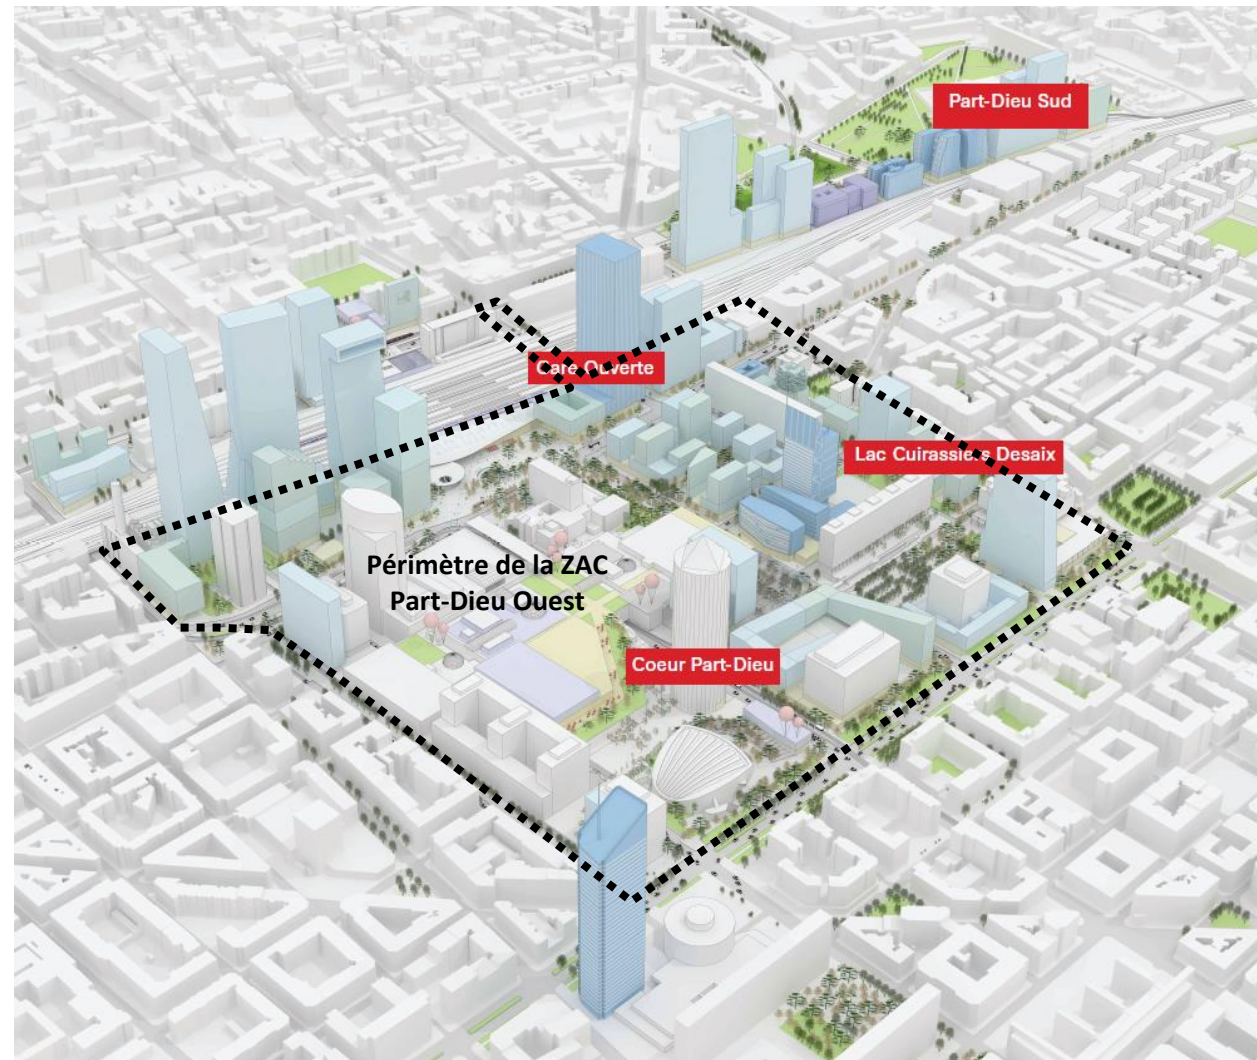 Part-Dieu Sud
Gare Ouverte
Lac Cuirassiers Desaix
Périmètre de la ZAC
Part-Dieu Ouest
Coeur Part-Dieu